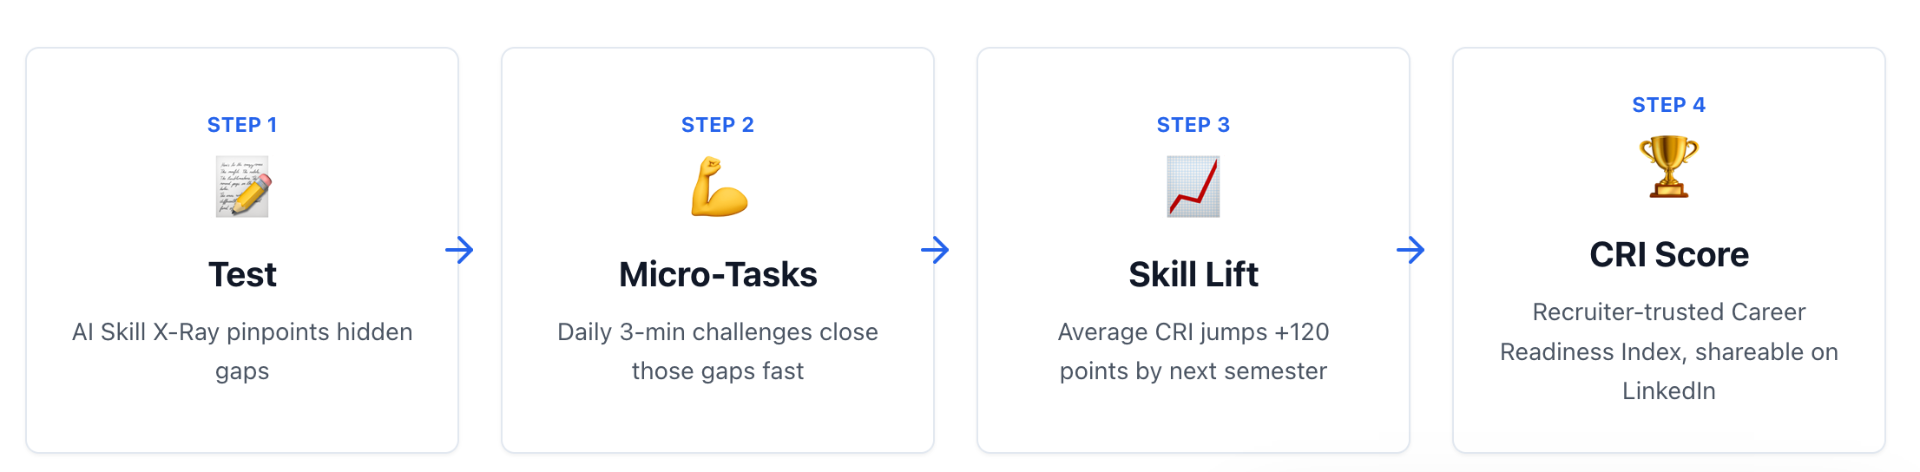 STEP 1
Test
AI Skill X-Ray pinpoints hidden
gaps
STEP 2
Micro-Tasks
Daily 3-min challenges close
those gaps fast
STEP 3
Skill Lift
Average CRI jumps +120
points by next semester
STEP 4
CRI Score
Recruiter-trusted Career
Readiness Index, shareable on
LinkedIn